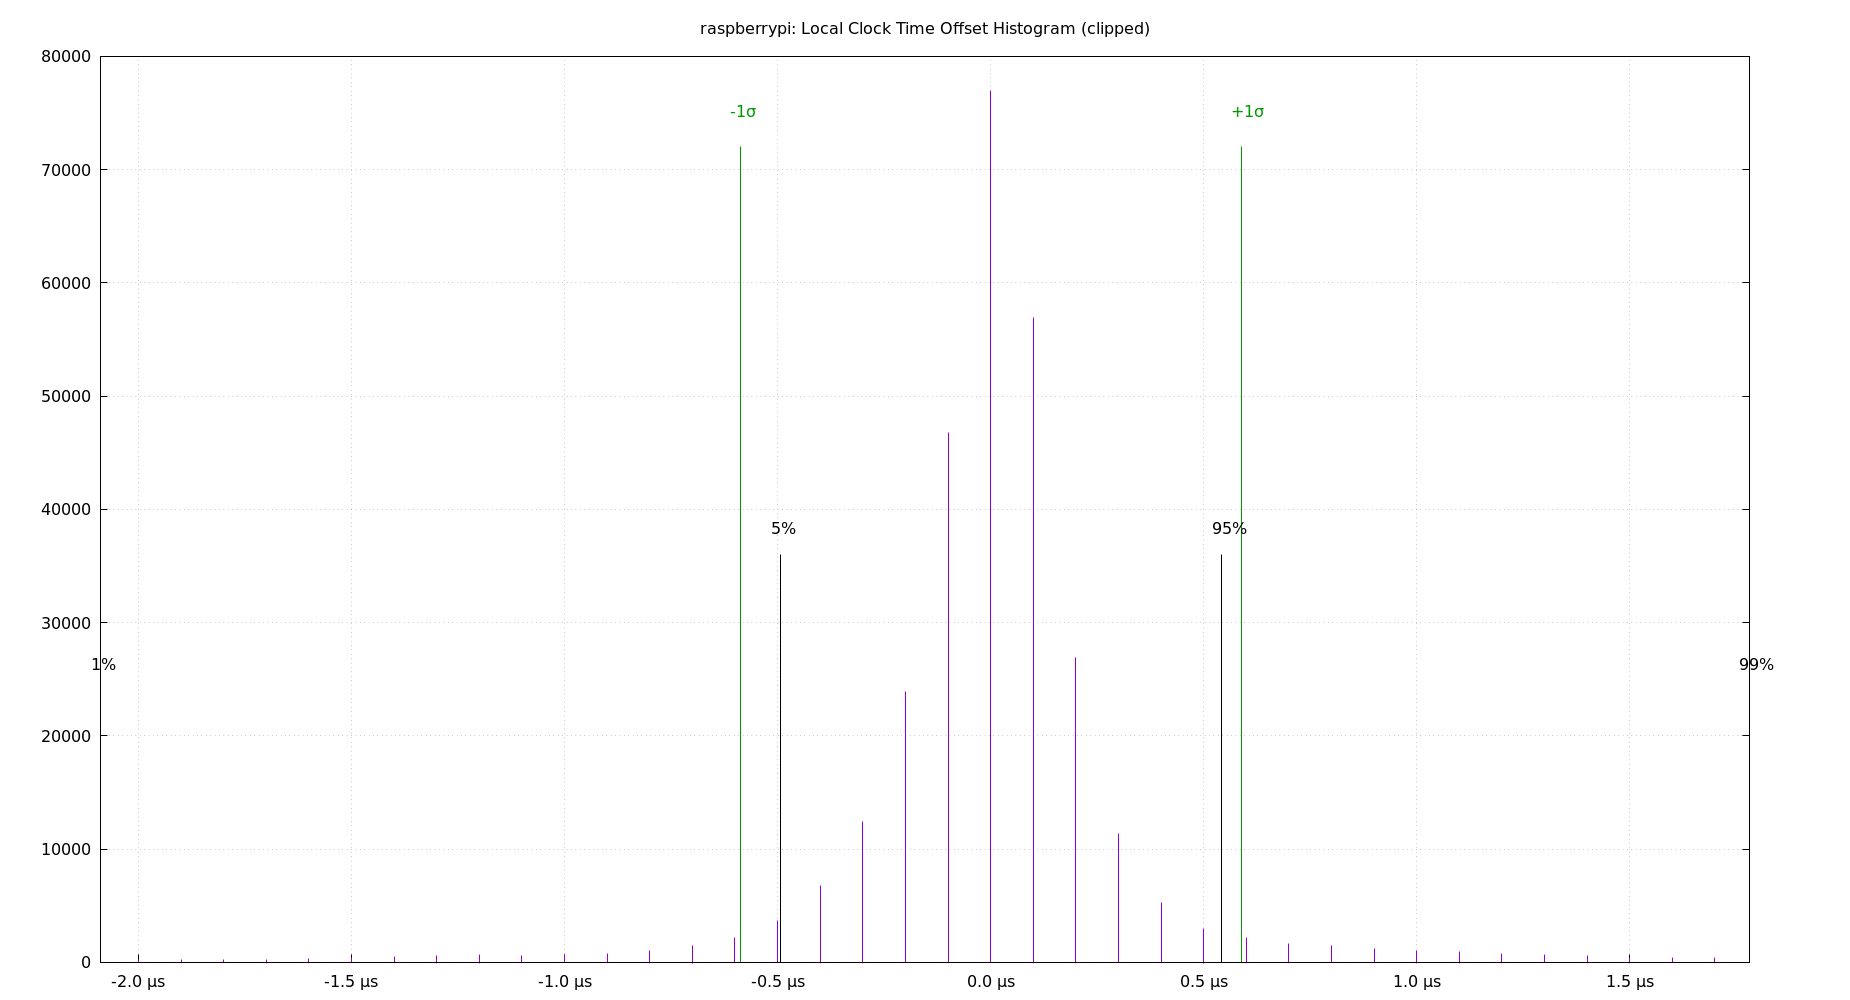 raspberrypi: Local Clock Time Offset Histogram (clipped)
80000
-1σ
+1σ
70000
60000
50000
40000
5%
95%
30000
1%
99%
20000
10000
0
-2.0 µs
-1.5 µs
-1.0 µs
-0.5 µs
0.0 µs
0.5 µs
1.0 µs
1.5 µs